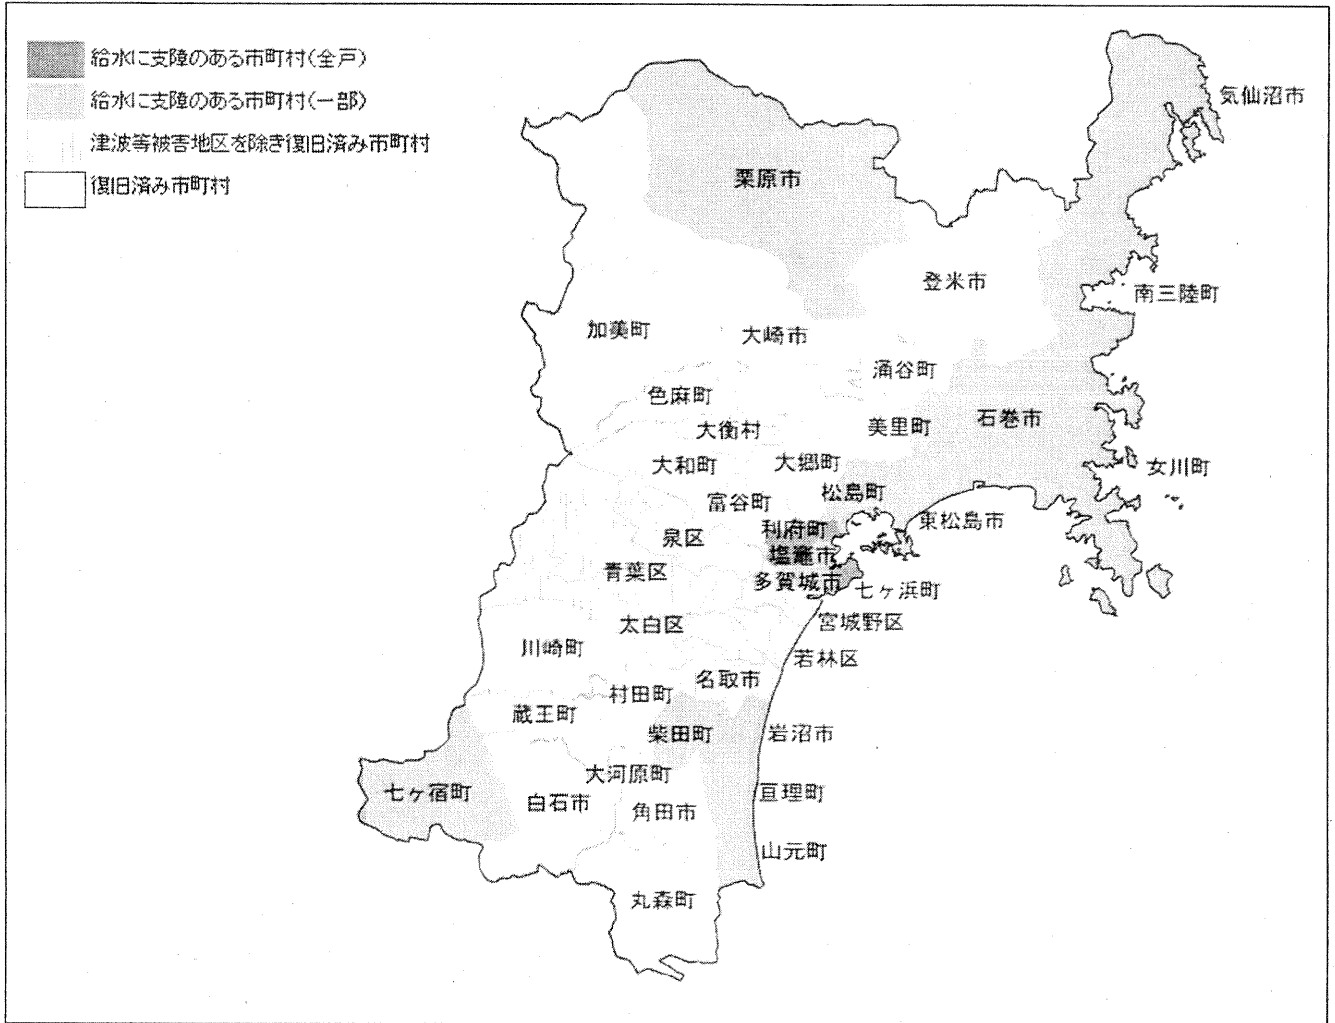 給水に支障のある市町村(全戸)
給水に支障のある市町村(一部)
津波等被害地区を除き復旧済み市町村
復旧済み市町村
気仙沼市
栗原市
登米市
南三陸町
加美町
大崎市
涌谷町
色麻町
石巻市
大衡村
美里町
大和町
大郷町
女川町
富谷町
松島町
利府町
東松島市
泉区
塩竈市
青葉区
多賀城市
七ヶ浜町
太白区
宮城野区
川崎町
若林区
名取市
村田町
蔵王町
柴田町
岩沼市
大河原町
七ヶ宿町
白石市
角田市
亘理町
山元町
丸森町